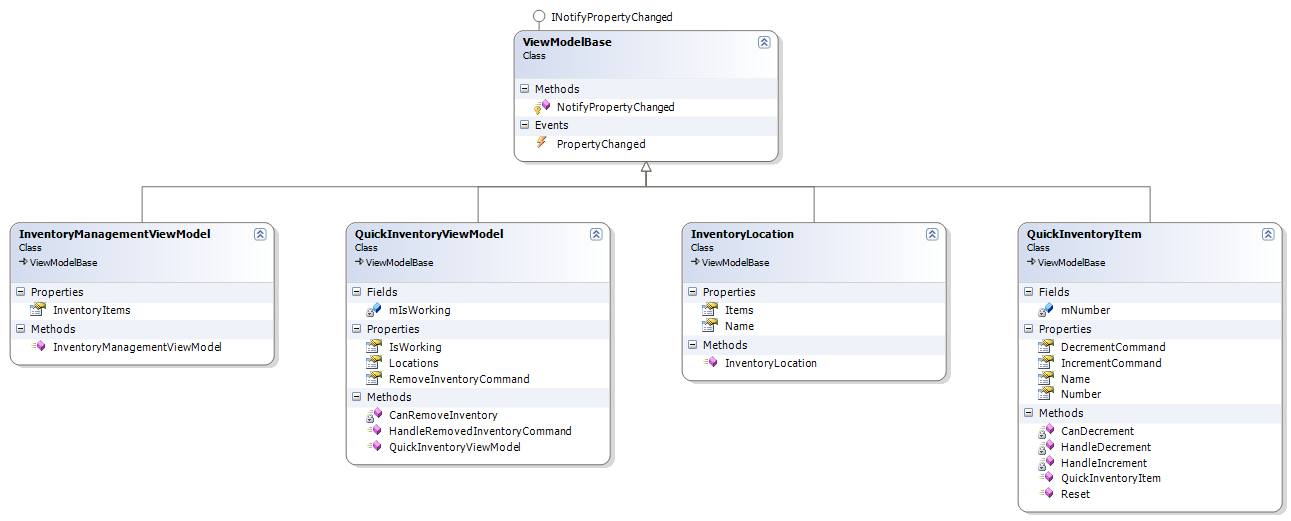 INotifyPropertyChanged
ViewModelBase
Class
Methods
NotifyPropertyChanged
Events
PropertyChanged
InventoryManagementViewModel
Class
ViewModelBase
Properties
InventoryItems
Methods
InventoryManagementViewModel
QuickInventoryViewModel
Class
ViewModelBase
Fields
mIsWorking
Properties
IsWorking
Locations
RemoveInventoryCommand
Methods
CanRemoveInventory
HandleRemovedInventoryCommand
QuickInventoryViewModel
InventoryLocation
Class
ViewModelBase
Properties
Items
Name
Methods
InventoryLocation
QuickInventoryItem
Class
ViewModelBase
Fields
mNumber
Properties
DecrementCommand
IncrementCommand
Name
Number
Methods
CanDecrement
HandleDecrement
HandleIncrement
QuickInventoryItem
Reset